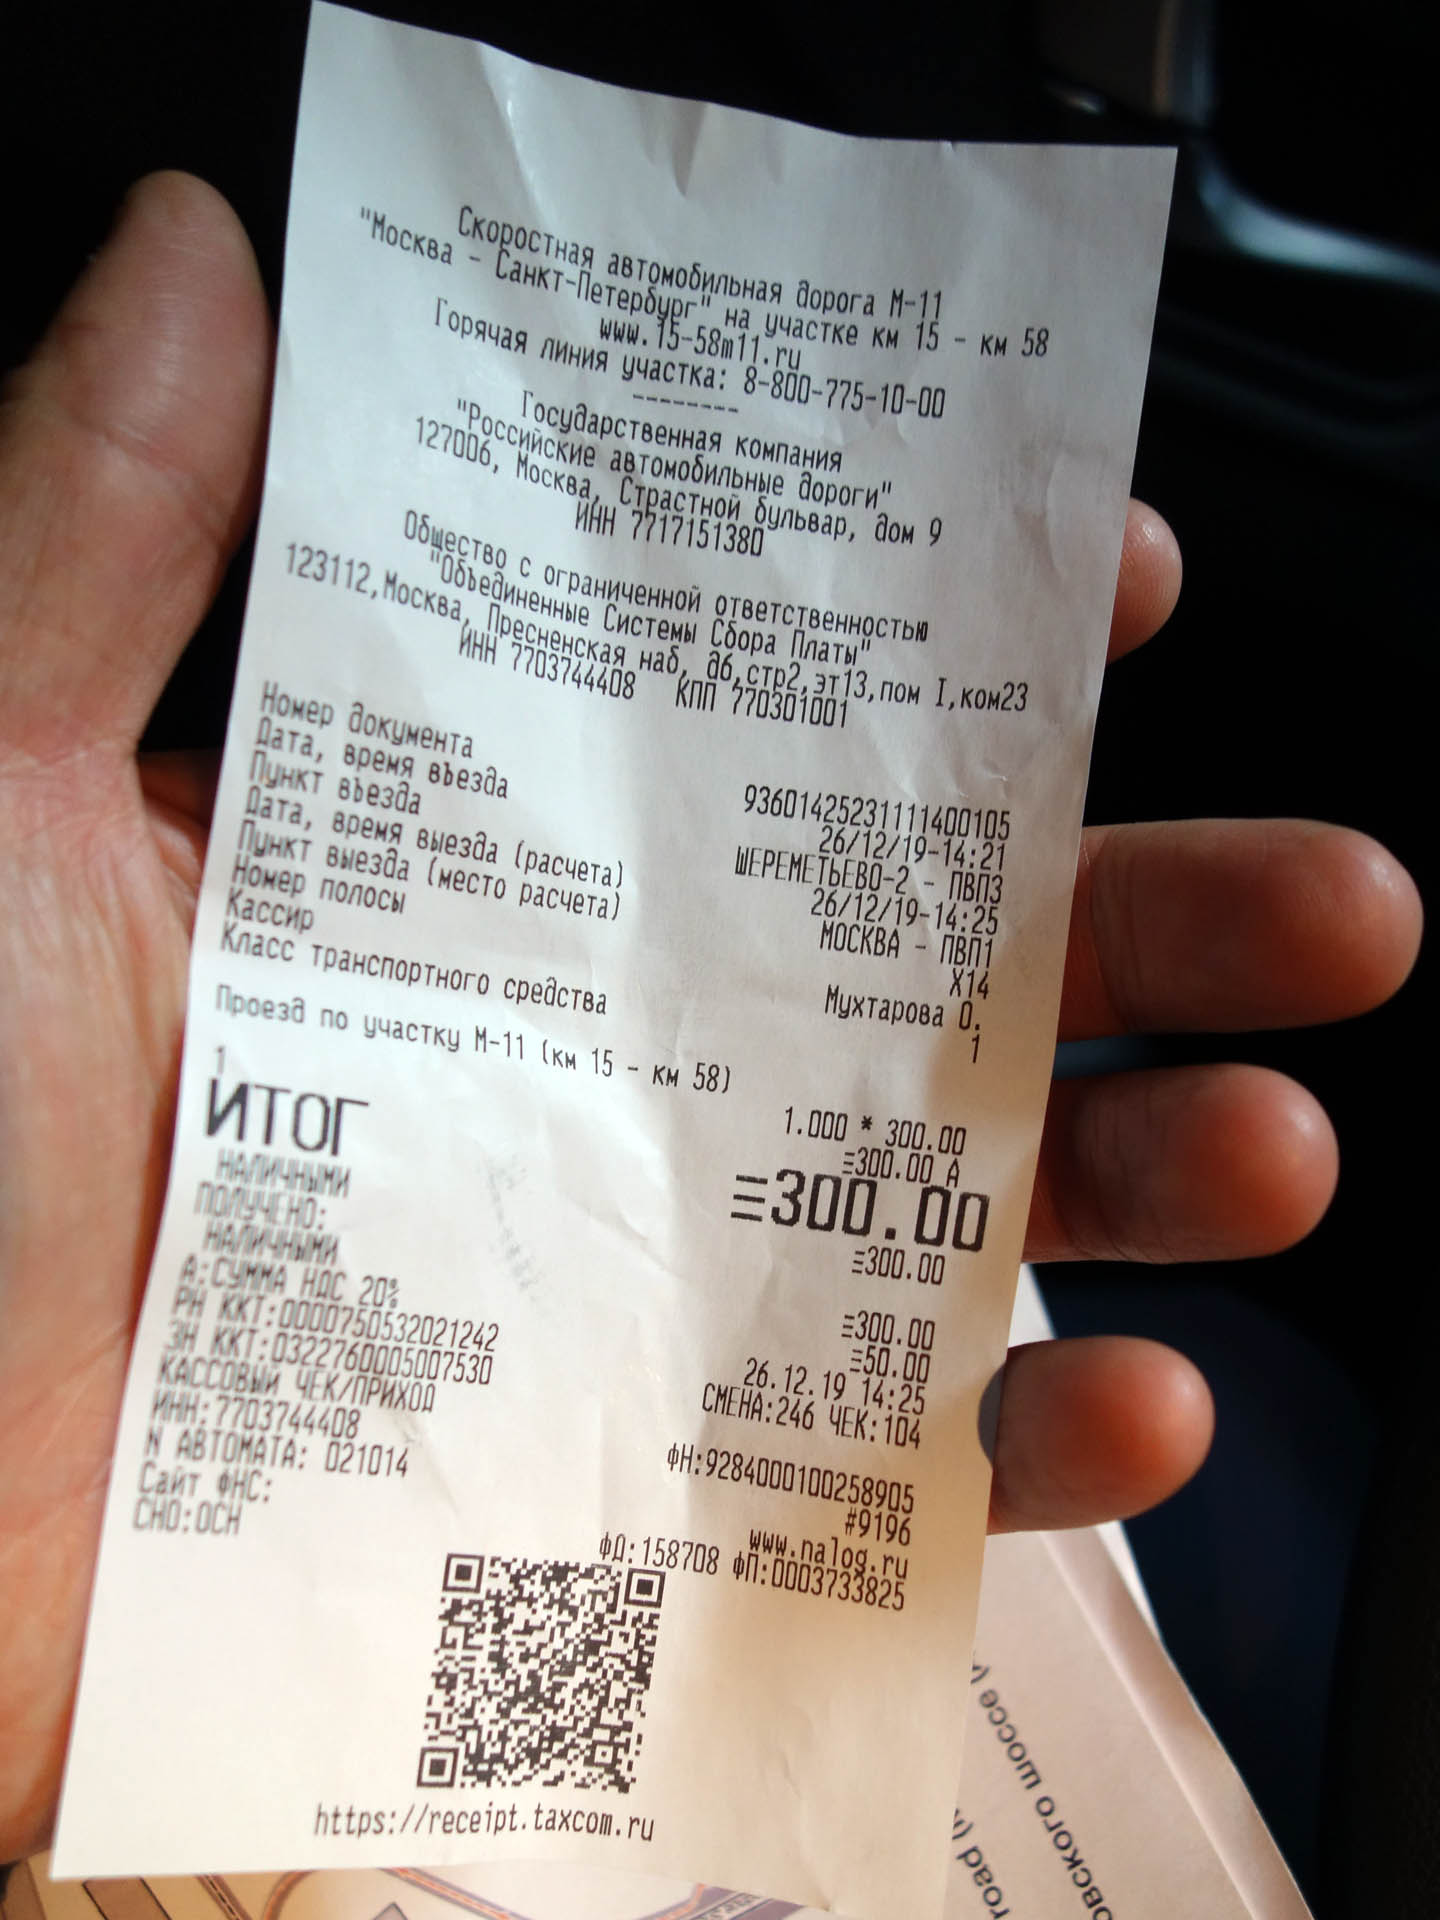 Скоростная автомобильная дорога М-11
"Москва - Санкт-Петербург" на участке км 15 - км 58
www.15-58m11.ru
Горячая линия участка: 8-800-775-10-00
--------
Государственная компания
"Российские автомобильные дороги"
127006, Москва, Страстной бульвар, дом 9
ИНН 7717151380
Общество с ограниченной ответственностью
"Объединенные Системы Сбора Платы"
123112,Москва, Пресненская наб, д6,стр2,эт13,пом I,ком23
ИНН 7703744408 КПП 770301001
Номер документа 93601425231111400105
Дата, время въезда 26/12/19-14:21
Пункт въезда ШЕРЕМЕТЬЕВО-2 - ПВП3
Дата, время выезда (расчета) 26/12/19-14:25
Пункт выезда (место расчета) МОСКВА - ПВП1
Номер полосы Х14
Кассир Мухтарова О.
Класс транспортного средства 1
Проезд по участку М-11 (км 15 - км 58)
1.000 * 300.00
1 ≡300.00 А
ИТОГ ≡300.00
НАЛИЧНЫМИ ≡300.00
ПОЛУЧЕНО:
НАЛИЧНЫМИ ≡300.00
А:СУММА НДС 20% ≡50.00
РН ККТ:0000750532021242 26.12.19 14:25
ЗН ККТ:03227600050​07530 СМЕНА:246 ЧЕК:104
КАССОВЫЙ ЧЕК/ПРИХОД
ИНН:7703744408 ФН:9284000100258905
N АВТОМАТА: 021014 #9196
Сайт ФНС: www.nalog.ru
СНО:ОСН ФД:158708 ФП:0003733825
https://receipt.taxcom.ru
овского шоссе
road